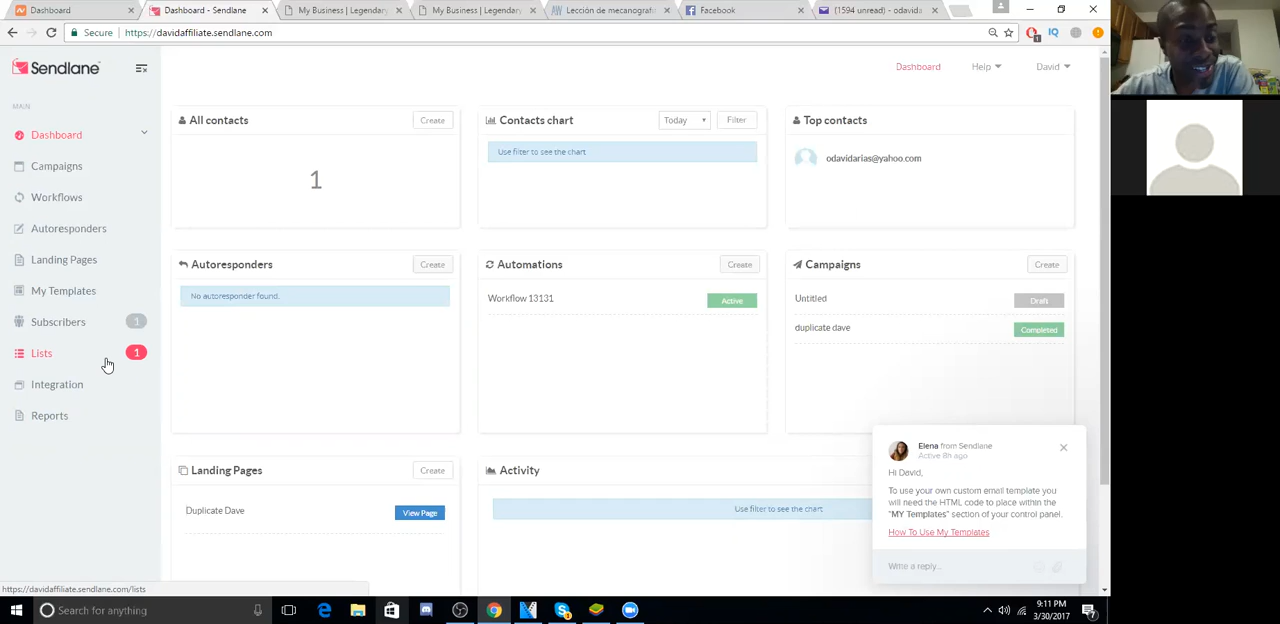 Dashboard
Dashboard - Sendlane
My Business | Legendary
My Business | Legendary
Lección de mecanografí
Facebook
(1594 unread) - odavida
Secure
https://davidaffiliate.sendlane.com
1
IQ
Sendlane
Dashboard
Help
David
MAIN
Dashboard
Campaigns
Workflows
Autoresponders
Landing Pages
My Templates
Subscribers
1
Lists
1
Integration
Reports
All contacts
Create
1
Contacts chart
Today
Filter
Use filter to see the chart
Top contacts
odavidarias@yahoo.com
Autoresponders
Create
No autoresponder found.
Automations
Create
Workflow 13131
Active
Campaigns
Create
Untitled
Draft
duplicate dave
Completed
Landing Pages
Create
Duplicate Dave
View Page
Activity
Use filter to see the chart
Elena from Sendlane
Active 8h ago
Hi David,
To use your own custom email template you
will need the HTML code to place within the
"MY Templates" section of your control panel.
How To Use My Templates
Write a reply...
https://davidaffiliate.sendlane.com/lists
Search for anything
9:11 PM
3/30/2017
7